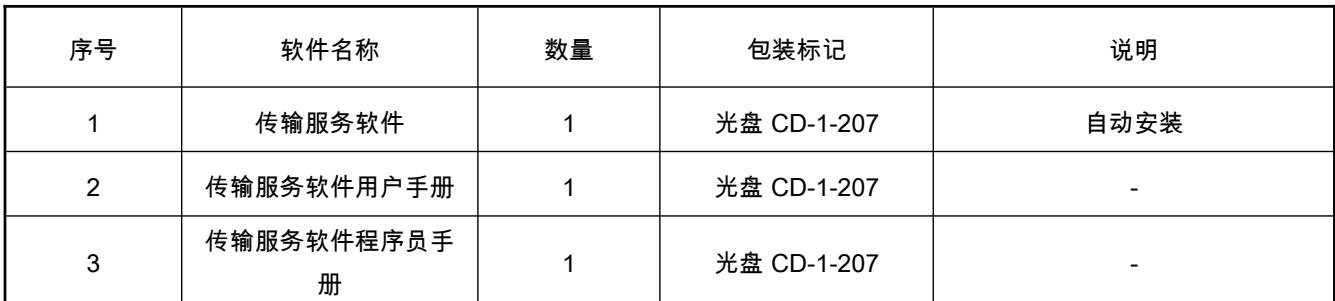 序号 软件名称 数量 包装标记 说明
1 传输服务软件 1 光盘 CD-1-207 自动安装
2 传输服务软件用户手册 1 光盘 CD-1-207 -
传输服务软件程序员手
3 1 光盘 CD-1-207 -
册